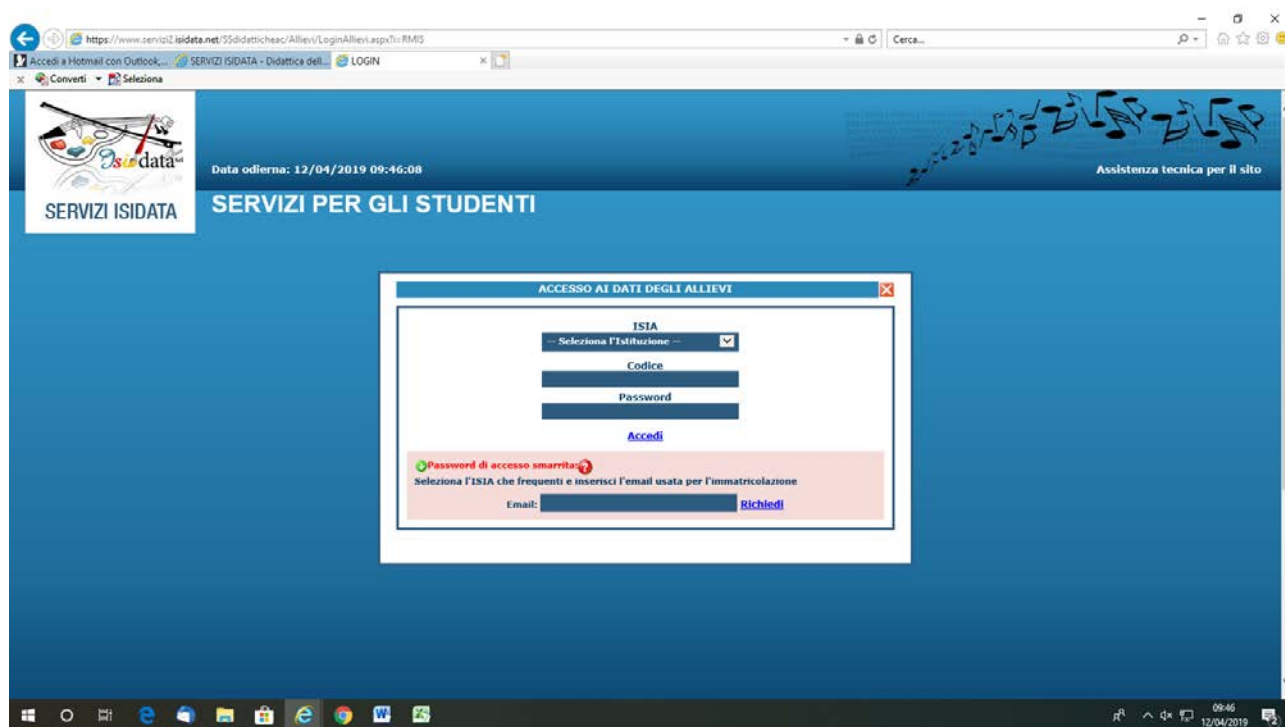 https://www.servizi2.isidata.net/SSdidatticheac/Allievi/LoginAllievi.aspx?i=RMIS
Cerca...
Accedi a Hotmail con Outlook,...
SERVIZI ISIDATA - Didattica dell...
LOGIN
x Converti Seleziona
Isidata srl
Data odierna: 12/04/2019 09:46:08
Assistenza tecnica per il sito
SERVIZI ISIDATA
SERVIZI PER GLI STUDENTI
ACCESSO AI DATI DEGLI ALLIEVI
ISIA
-- Seleziona l'Istituzione --
Codice
Password
Accedi
Password di accesso smarrita:
Seleziona l'ISIA che frequenti e inserisci l'email usata per l'immatricolazione
Email:
Richiedi
09:46
12/04/2019